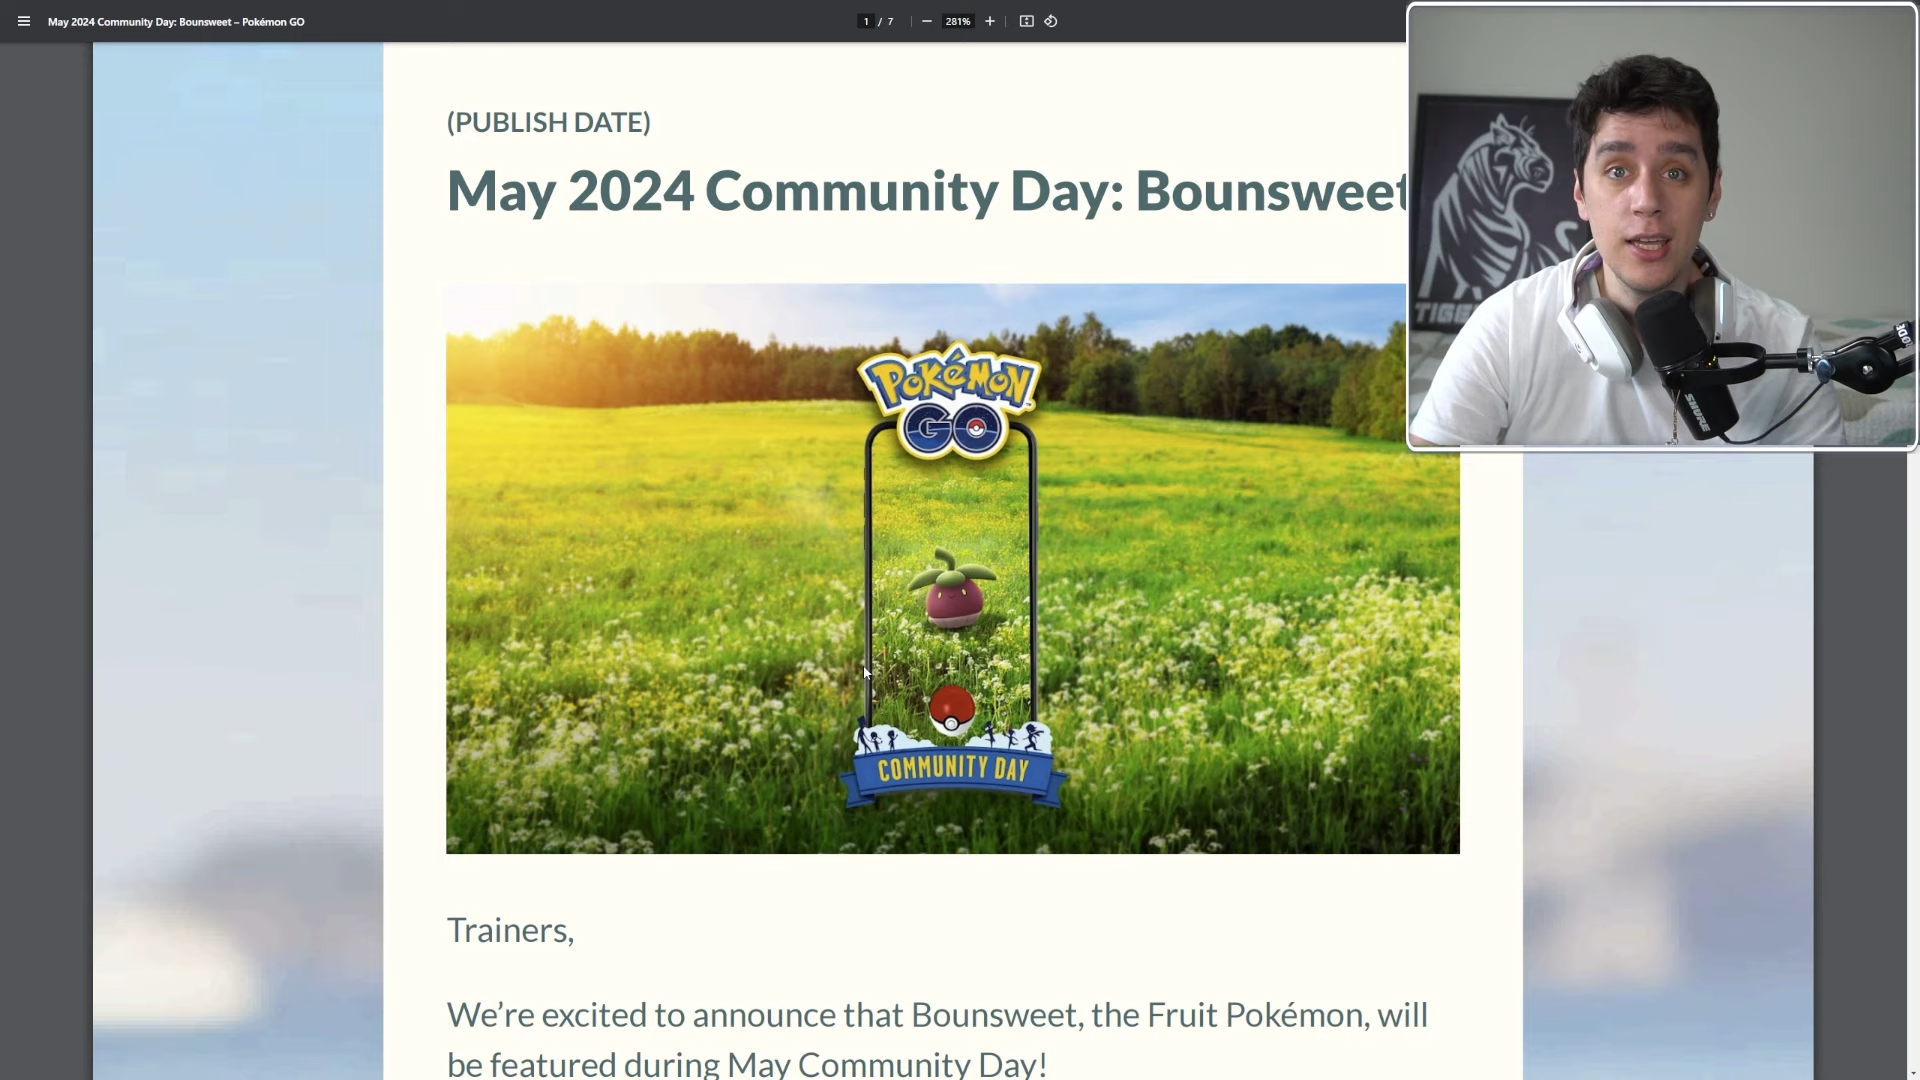 May 2024 Community Day: Bounsweet – Pokémon GO
1 / 7
281%
(PUBLISH DATE)
May 2024 Community Day: Bounsweet
POKéMON
GO
COMMUNITY DAY
TIGE
SHURE
Trainers,
We're excited to announce that Bounsweet, the Fruit Pokémon, will
be featured during May Community Day!